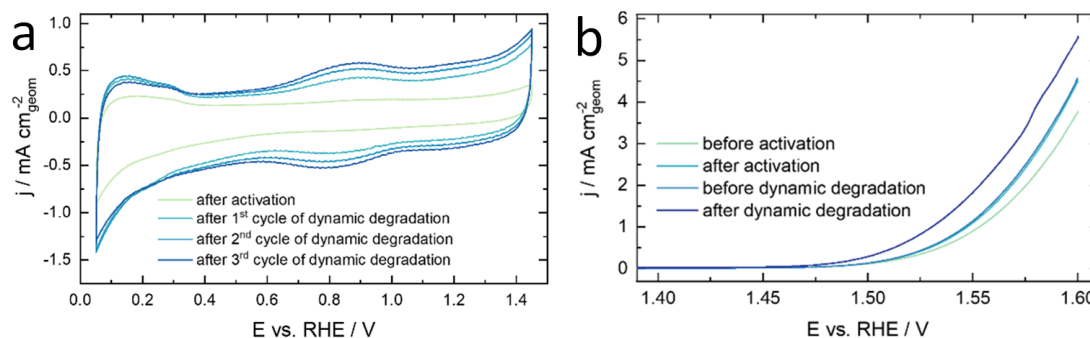 a
1.0
0.5
0.0
-0.5
-1.0
-1.5
j / mA cm⁻²geom
after activation
after 1st cycle of dynamic degradation
after 2nd cycle of dynamic degradation
after 3rd cycle of dynamic degradation
0.0 0.2 0.4 0.6 0.8 1.0 1.2 1.4
E vs. RHE / V
b
6
5
4
3
2
1
0
j / mA cm⁻²geom
before activation
after activation
before dynamic degradation
after dynamic degradation
1.40 1.45 1.50 1.55 1.60
E vs. RHE / V